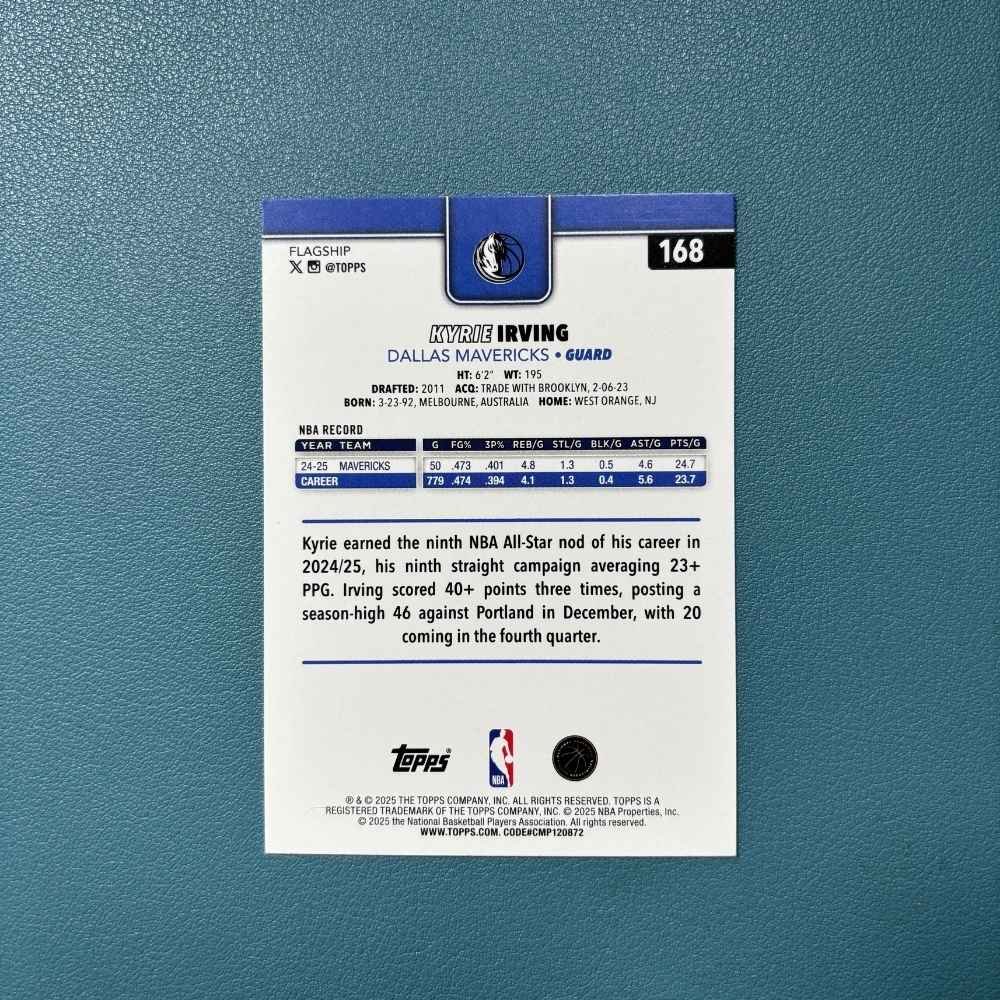 FLAGSHIP
168
X @TOPPS
KYRIE IRVING
DALLAS MAVERICKS • GUARD
HT: 6'2" WT: 195
DRAFTED: 2011 ACQ: TRADE WITH BROOKLYN, 2-06-23
BORN: 3-23-92, MELBOURNE, AUSTRALIA HOME: WEST ORANGE, NJ
NBA RECORD
YEAR TEAM G FG% 3P% REB/G STL/G BLK/G AST/G PTS/G
24-25 MAVERICKS 50 .473 .401 4.8 1.3 0.5 4.6 24.7
CAREER 779 .474 .394 4.1 1.3 0.4 5.6 23.7
Kyrie earned the ninth NBA All-Star nod of his career in
2024/25, his ninth straight campaign averaging 23+
PPG. Irving scored 40+ points three times, posting a
season-high 46 against Portland in December, with 20
coming in the fourth quarter.
Topps®
NBA
® & © 2025 THE TOPPS COMPANY, INC. ALL RIGHTS RESERVED. TOPPS IS A
REGISTERED TRADEMARK OF THE TOPPS COMPANY, INC. © 2025 NBA Properties, Inc.
© 2025 the National Basketball Players Association. All rights reserved.
WWW.TOPPS.COM. CODE#CMP120872